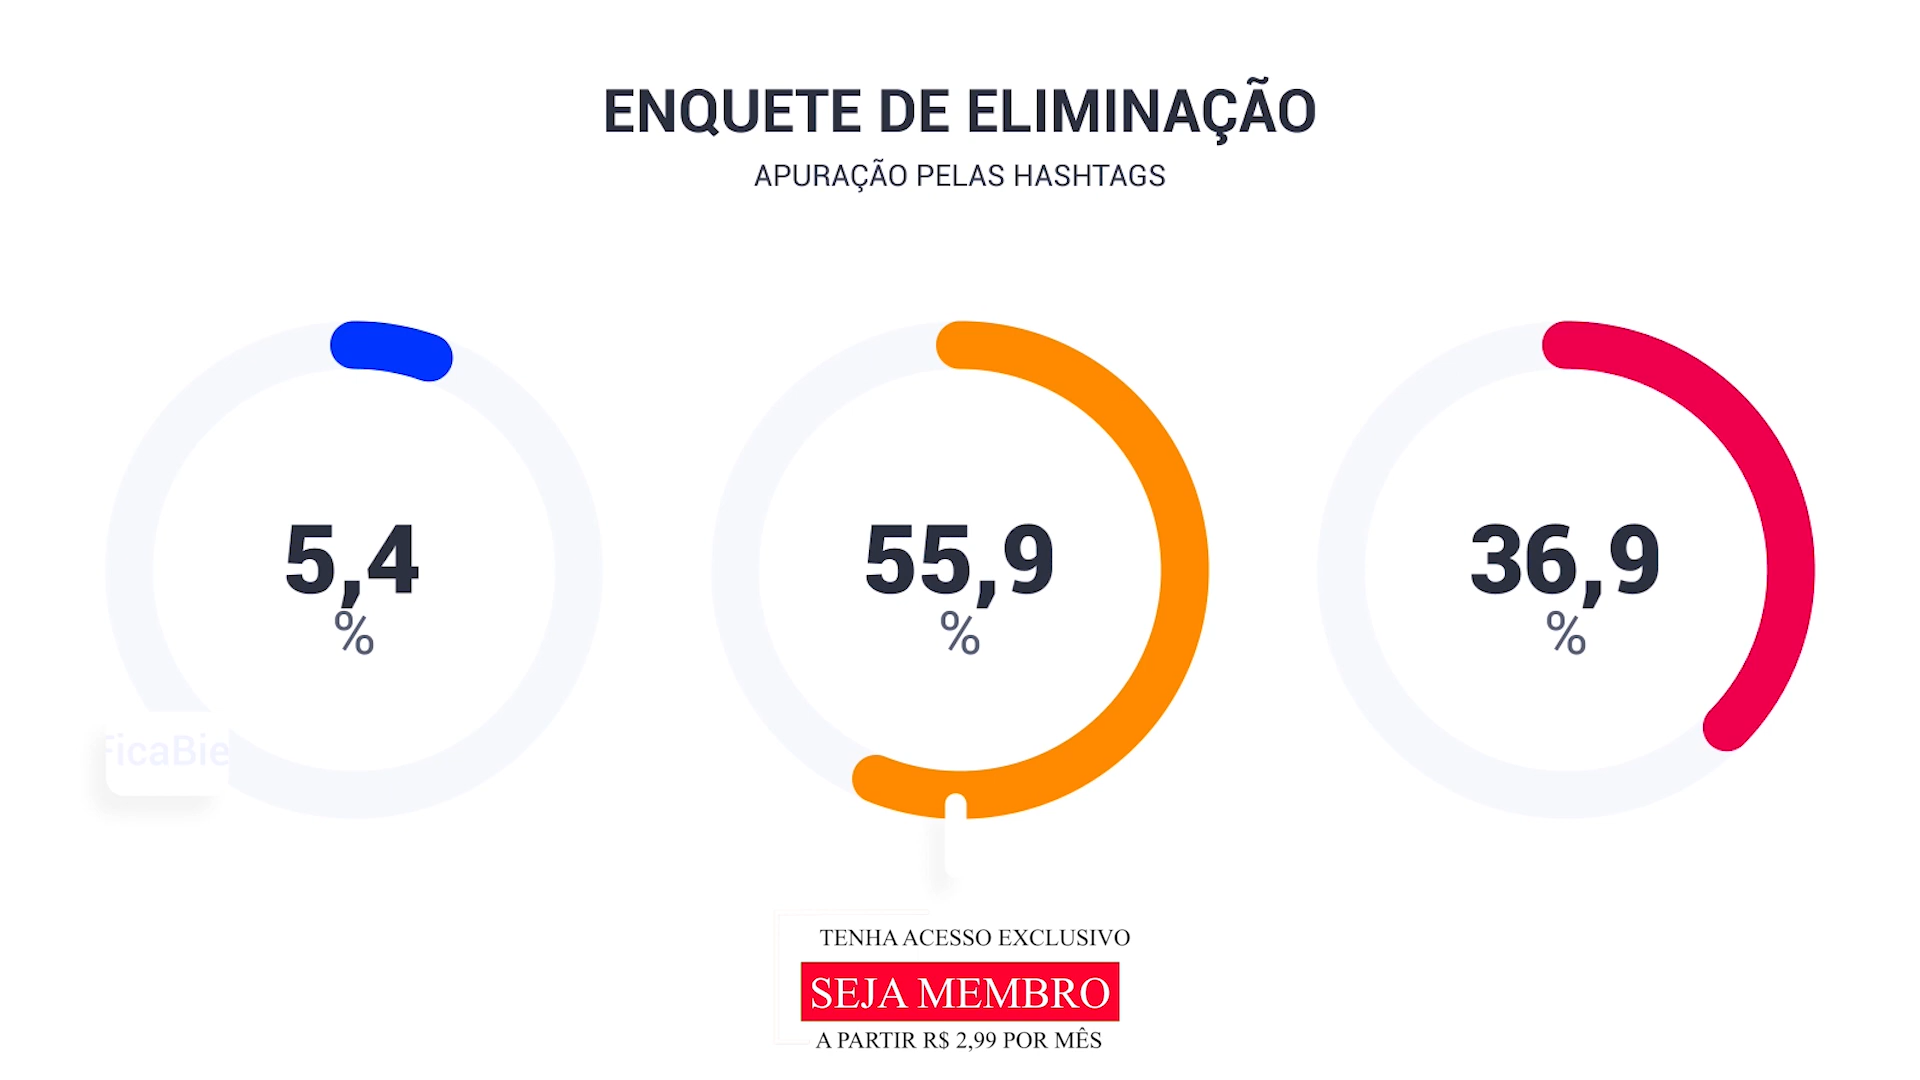 ENQUETE DE ELIMINAÇÃO
APURAÇÃO PELAS HASHTAGS
5,4
%
55,9
%
36,9
%
FicaBie
TENHA ACESSO EXCLUSIVO
SEJA MEMBRO
A PARTIR R$ 2,99 POR MÊS